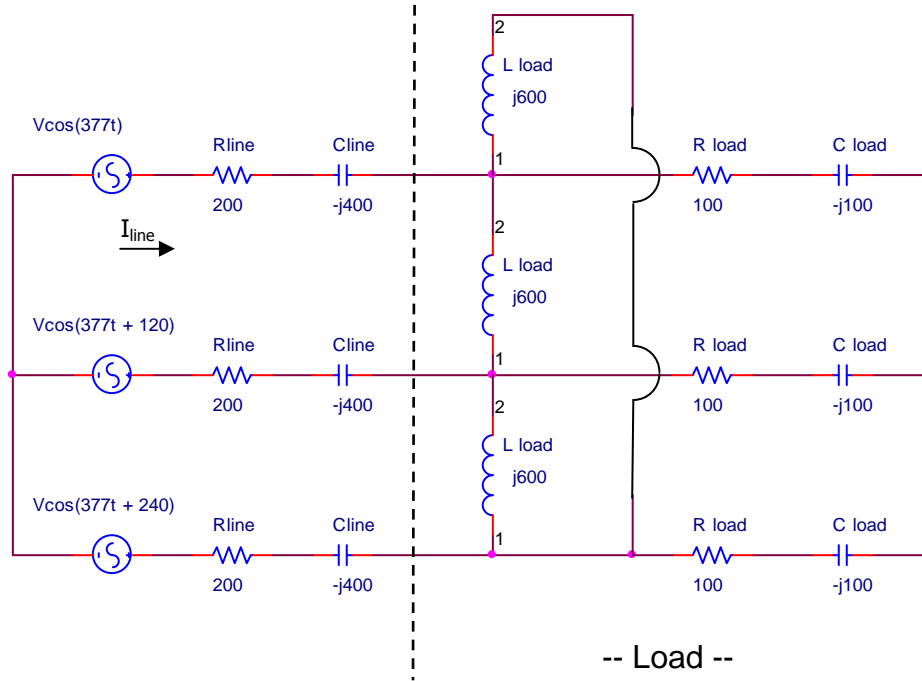 2
L load
j600
1
Vcos(377t)
Rline
Cline
R load
C load
200
-j400
100
-j100
Iline
2
L load
j600
1
Vcos(377t + 120)
Rline
Cline
R load
C load
200
-j400
100
-j100
2
L load
j600
1
Vcos(377t + 240)
Rline
Cline
R load
C load
200
-j400
100
-j100
-- Load --